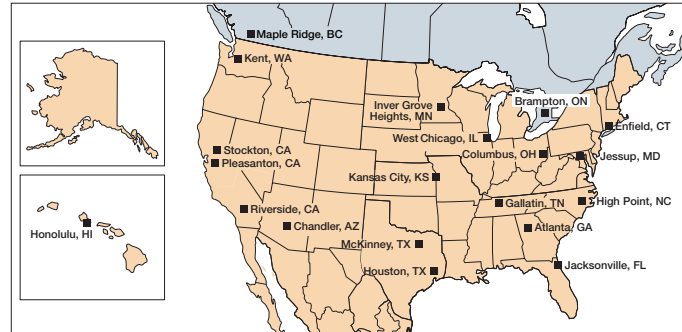 Maple Ridge, BC
Kent, WA
Inver Grove
Heights, MN
Brampton, ON
Enfield, CT
West Chicago, IL
Stockton, CA
Columbus, OH
Jessup, MD
Pleasanton, CA
Kansas City, KS
Riverside, CA
Gallatin, TN
High Point, NC
Honolulu, HI
Chandler, AZ
Atlanta, GA
McKinney, TX
Houston, TX
Jacksonville, FL